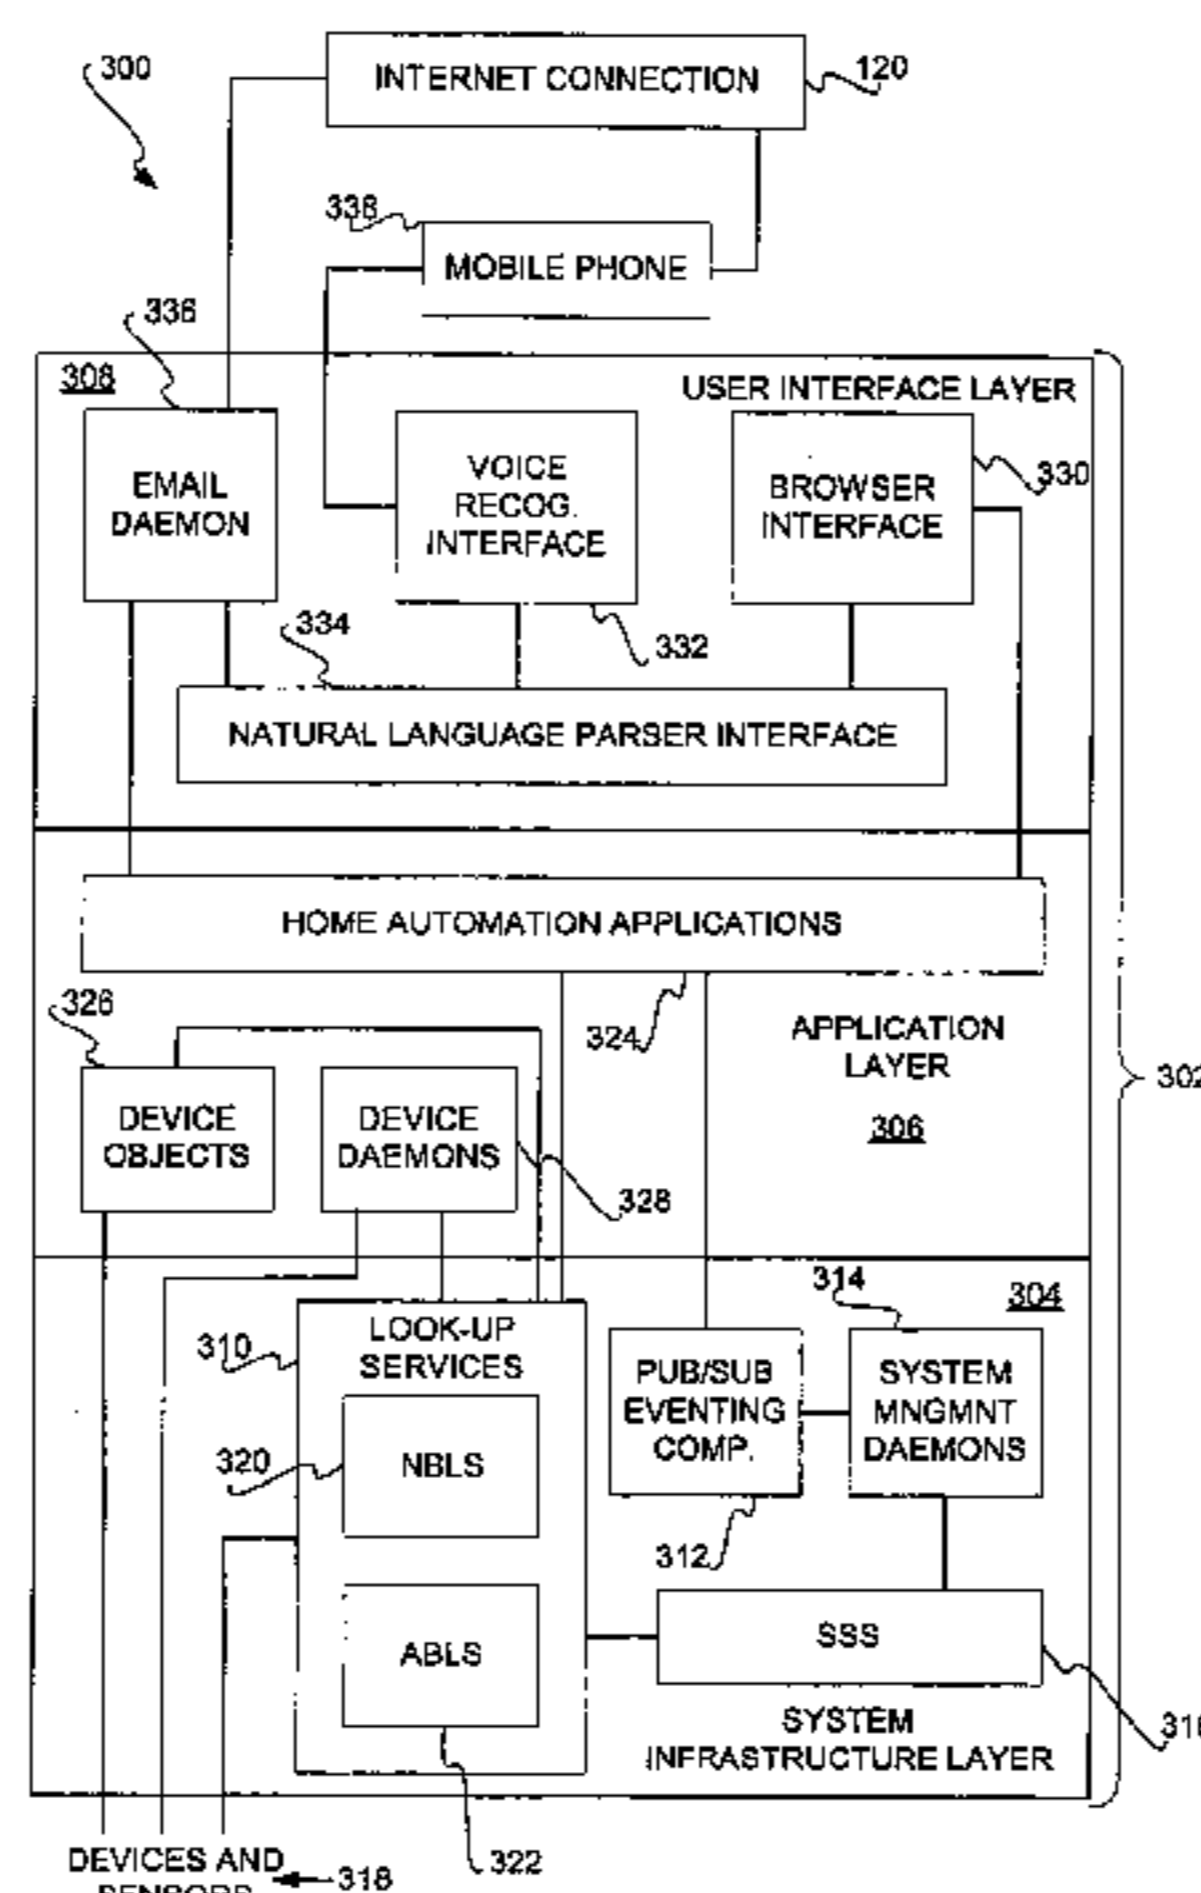 300
INTERNET CONNECTION
120
338
MOBILE PHONE
336
308
USER INTERFACE LAYER
EMAIL
DAEMON
VOICE
RECOG.
INTERFACE
BROWSER
INTERFACE
330
334
332
NATURAL LANGUAGE PARSER INTERFACE
HOME AUTOMATION APPLICATIONS
326
324
APPLICATION
LAYER
302
306
DEVICE
OBJECTS
DEVICE
DAEMONS
328
314
304
310
LOOK-UP
SERVICES
PUB/SUB
EVENTING
COMP.
SYSTEM
MNGMNT
DAEMONS
320
NBLS
312
ABLS
SSS
316
SYSTEM
INFRASTRUCTURE LAYER
322
DEVICES AND
SENSORS
318